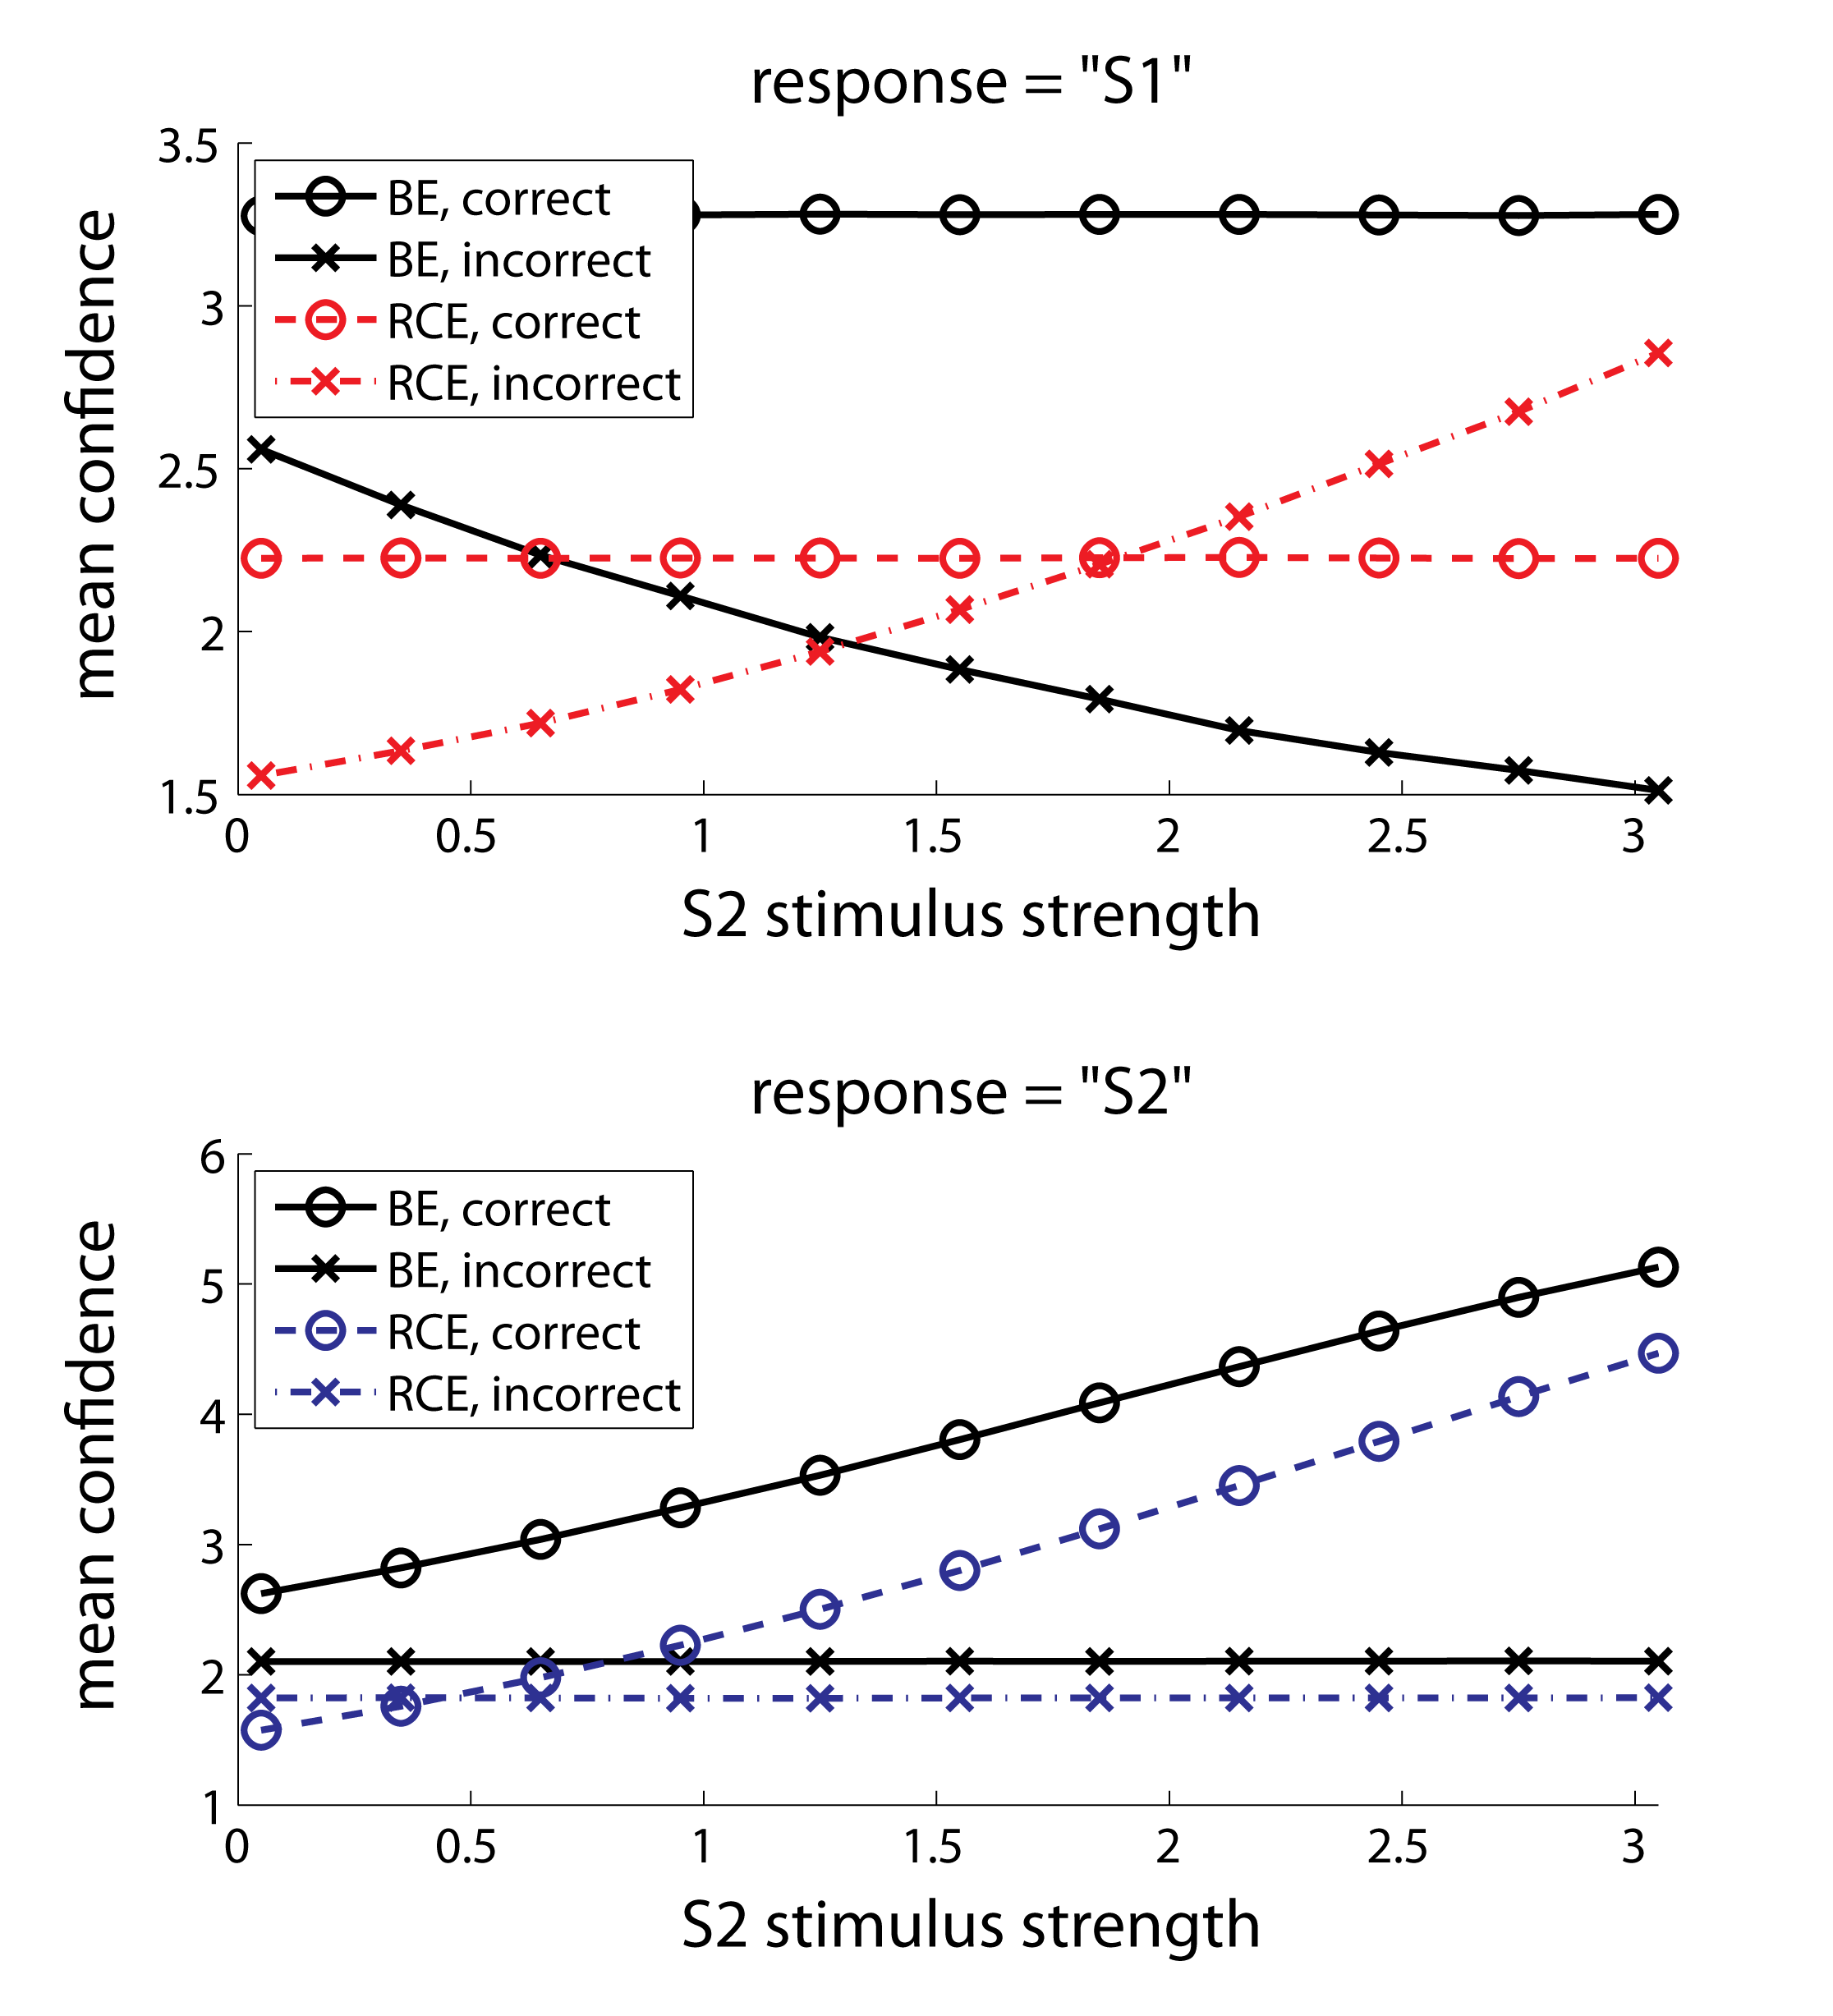 response = "S1"
3.5
BE, correct
BE, incorrect
3
RCE, correct
RCE, incorrect
2.5
2
1.5
mean confidence
0 0.5 1 1.5 2 2.5 3
S2 stimulus strength
response = "S2"
6
BE, correct
5
BE, incorrect
RCE, correct
RCE, incorrect
4
3
2
1
mean confidence
0 0.5 1 1.5 2 2.5 3
S2 stimulus strength